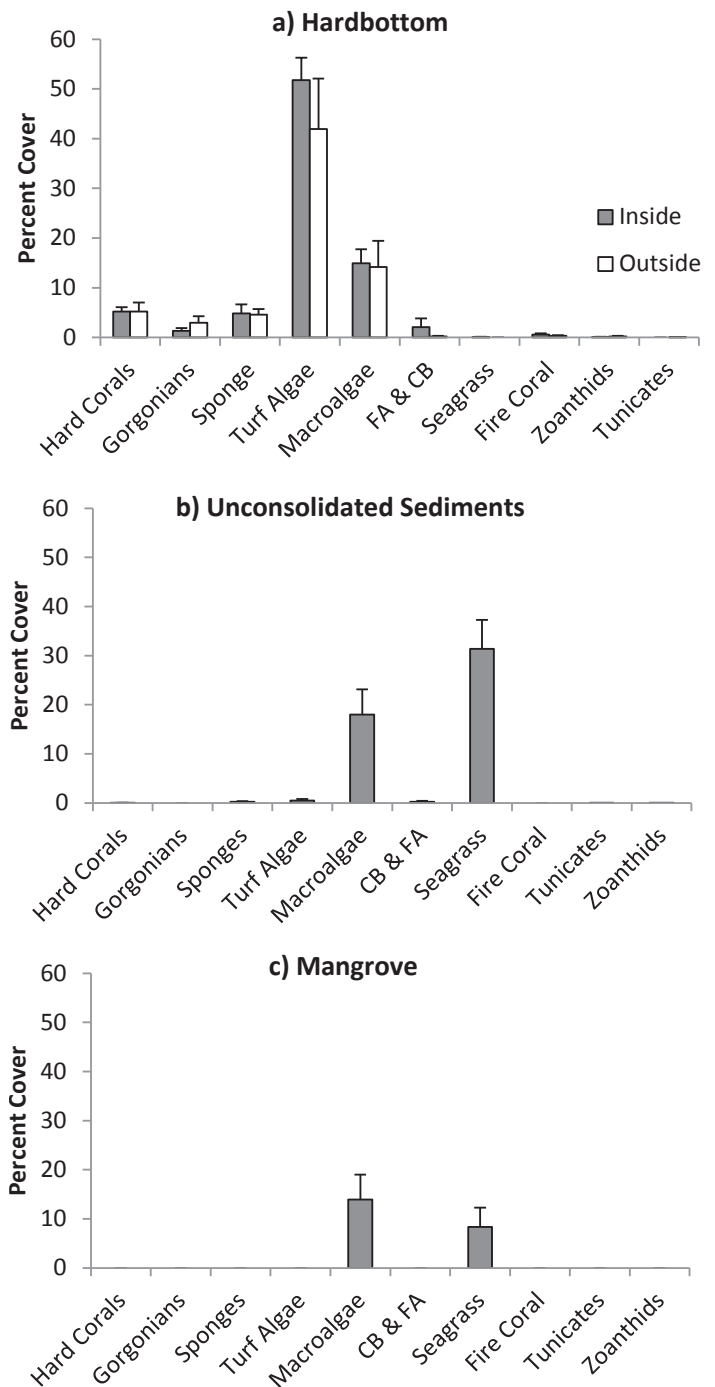 a) Hardbottom
Percent Cover
60
50
40
30
20
10
0
Inside
Outside
Hard Corals
Gorgonians
Sponge
Turf Algae
Macroalgae
FA & CB
Seagrass
Fire Coral
Zoanthids
Tunicates
b) Unconsolidated Sediments
Percent Cover
60
50
40
30
20
10
0
Hard Corals
Gorgonians
Sponges
Turf Algae
Macroalgae
CB & FA
Seagrass
Fire Coral
Tunicates
Zoanthids
c) Mangrove
Percent Cover
60
50
40
30
20
10
0
Hard Corals
Gorgonians
Sponges
Turf Algae
Macroalgae
CB & FA
Seagrass
Fire Coral
Tunicates
Zoanthids